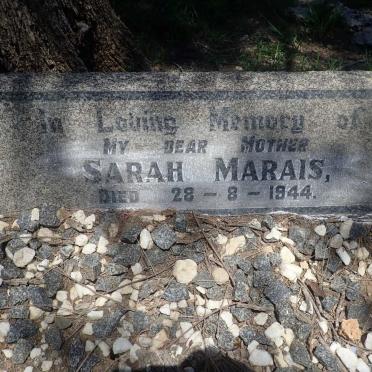 In Loving Memory of
MY DEAR MOTHER
SARAH MARAIS,
DIED 28 - 8 - 1944.